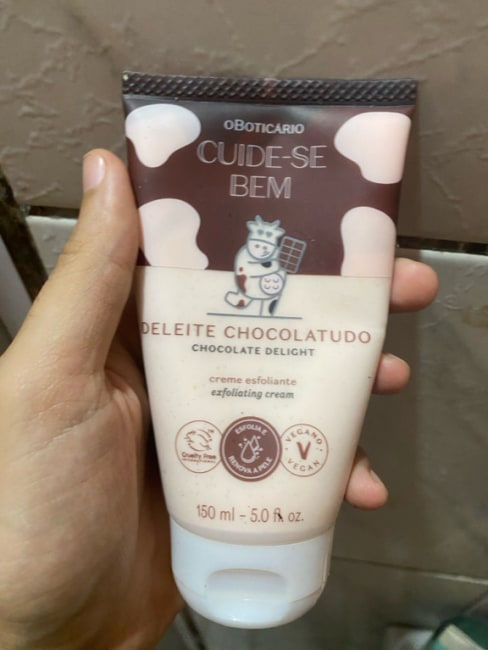 oBOTICÁRIO
CUIDE-SE
BEM
DELEITE CHOCOLATUDO
CHOCOLATE DELIGHT
creme esfoliante
exfoliating cream
Cruelty Free
ESFOLIA E
RENOVA A PELE
VEGANO
V
VEGAN
150 ml - 5.0 fl oz.